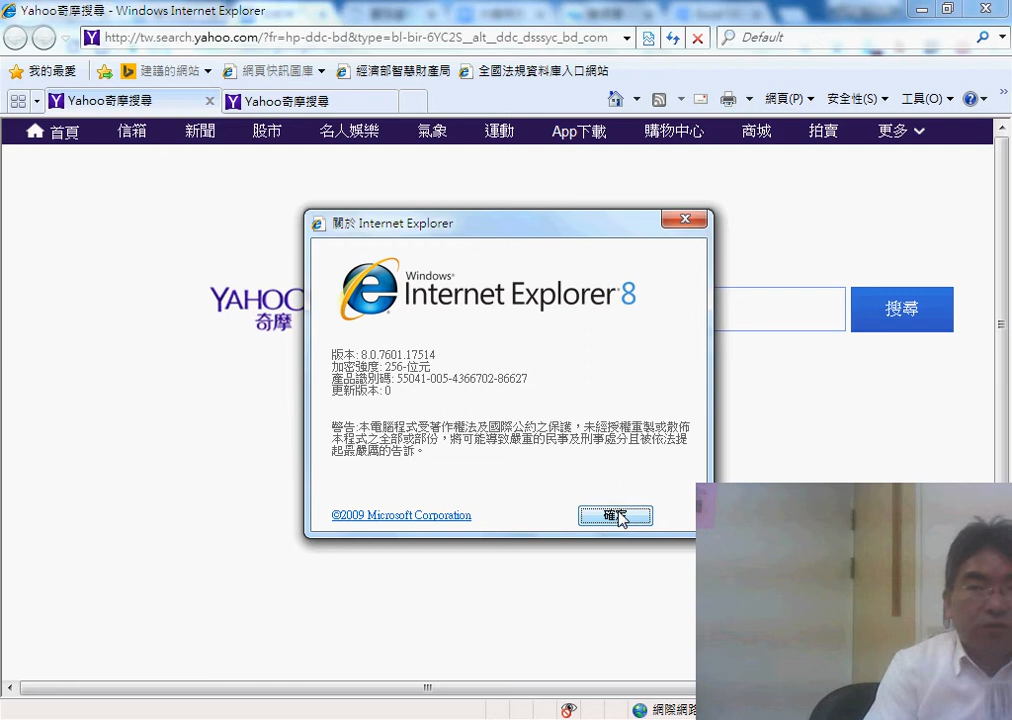 Yahoo奇摩搜尋 - Windows Internet Explorer
http://tw.search.yahoo.com/?fr=hp-ddc-bd&type=bl-bir-6YC2S__alt__ddc_dsssyc_bd_com
Default
我的最愛 建議的網站 網頁快訊圖庫 經濟部智慧財產局 全國法規資料庫入口網站
Yahoo奇摩搜尋 Yahoo奇摩搜尋 網頁(P) 安全性(S) 工具(O)
首頁 信箱 新聞 股市 名人娛樂 氣象 運動 App下載 購物中心 商城 拍賣 更多
關於 Internet Explorer
Windows®
Internet Explorer 8
YAHOO
奇摩
搜尋
版本: 8.0.7601.17514
加密強度: 256-位元
產品識別碼: 55041-005-4366702-86627
更新版本: 0
警告:本電腦程式受著作權法及國際公約之保護，未經授權重製或散佈
本程式之全部或部份，將可能導致嚴重的民事及刑事處分且被依法提
起最嚴厲的告訴。
©2009 Microsoft Corporation
確定
網際網路